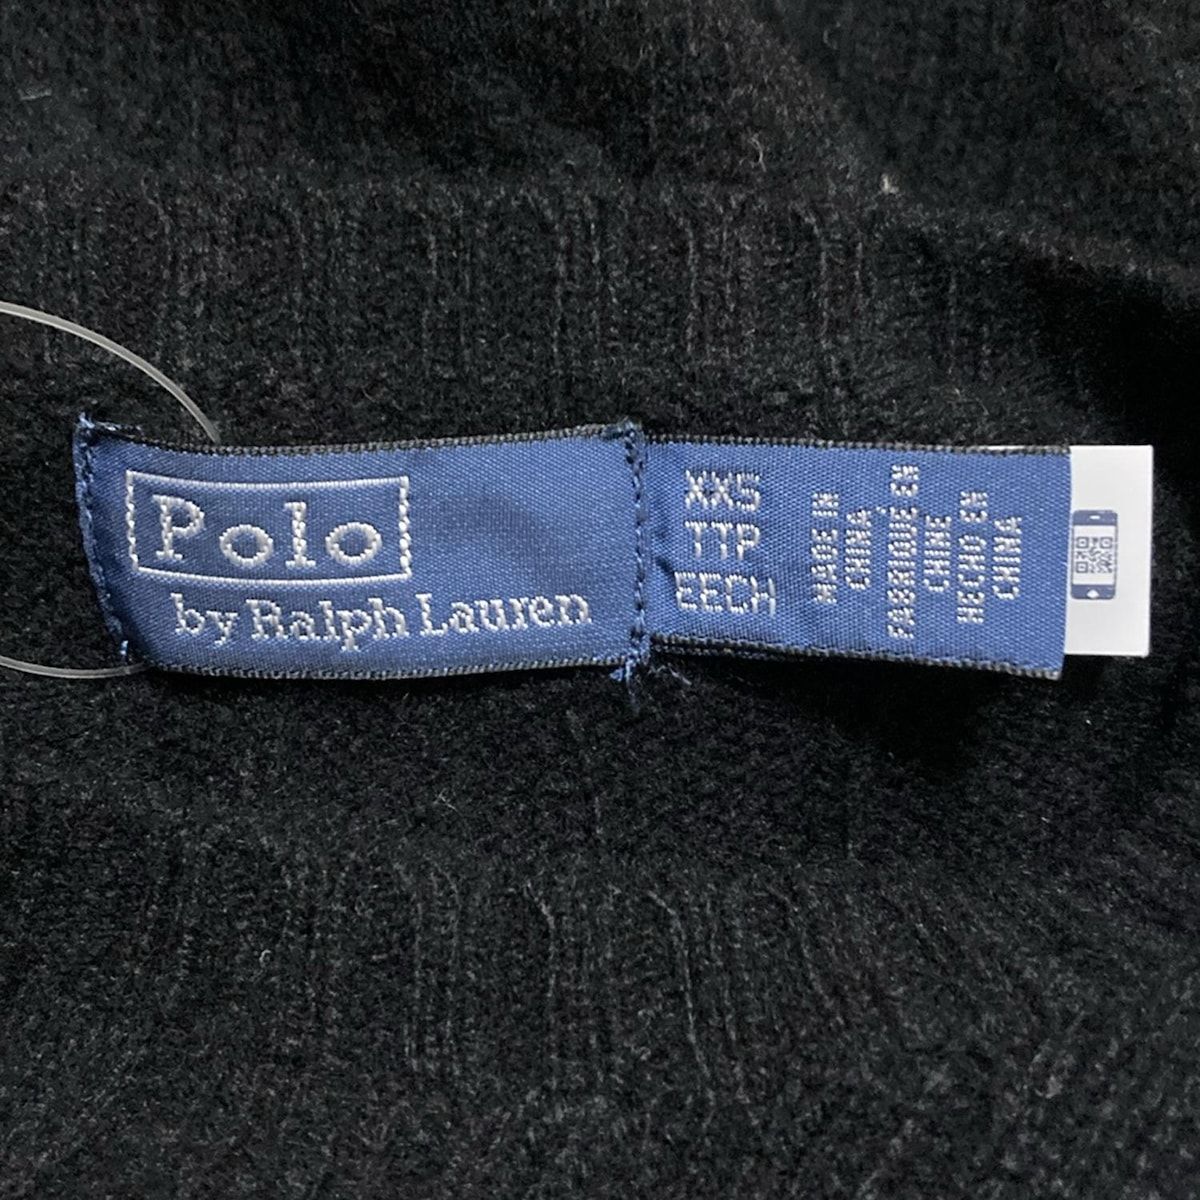 Polo
by Ralph Lauren
XXS
TTP
EECH
MADE IN
CHINA
FABRIQUÉ EN
CHINE
HECHO EN
CHINA